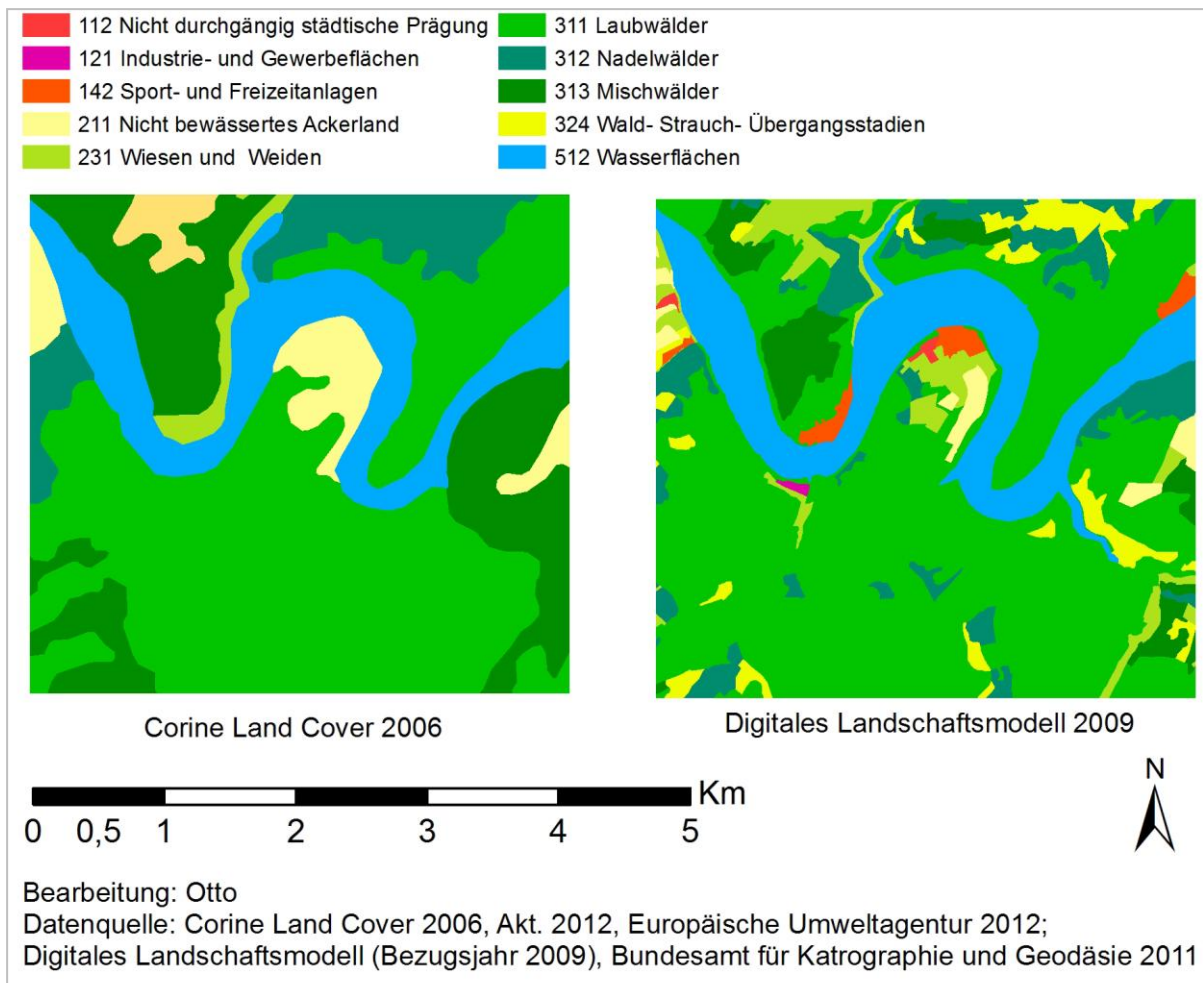 112 Nicht durchgängig städtische Prägung
121 Industrie- und Gewerbeflächen
142 Sport- und Freizeitanlagen
211 Nicht bewässertes Ackerland
231 Wiesen und Weiden
311 Laubwälder
312 Nadelwälder
313 Mischwälder
324 Wald- Strauch- Übergangsstadien
512 Wasserflächen
Corine Land Cover 2006
Digitales Landschaftsmodell 2009
Km
0 0,5 1 2 3 4 5
N
Bearbeitung: Otto
Datenquelle: Corine Land Cover 2006, Akt. 2012, Europäische Umweltagentur 2012;
Digitales Landschaftsmodell (Bezugsjahr 2009), Bundesamt für Katrographie und Geodäsie 2011